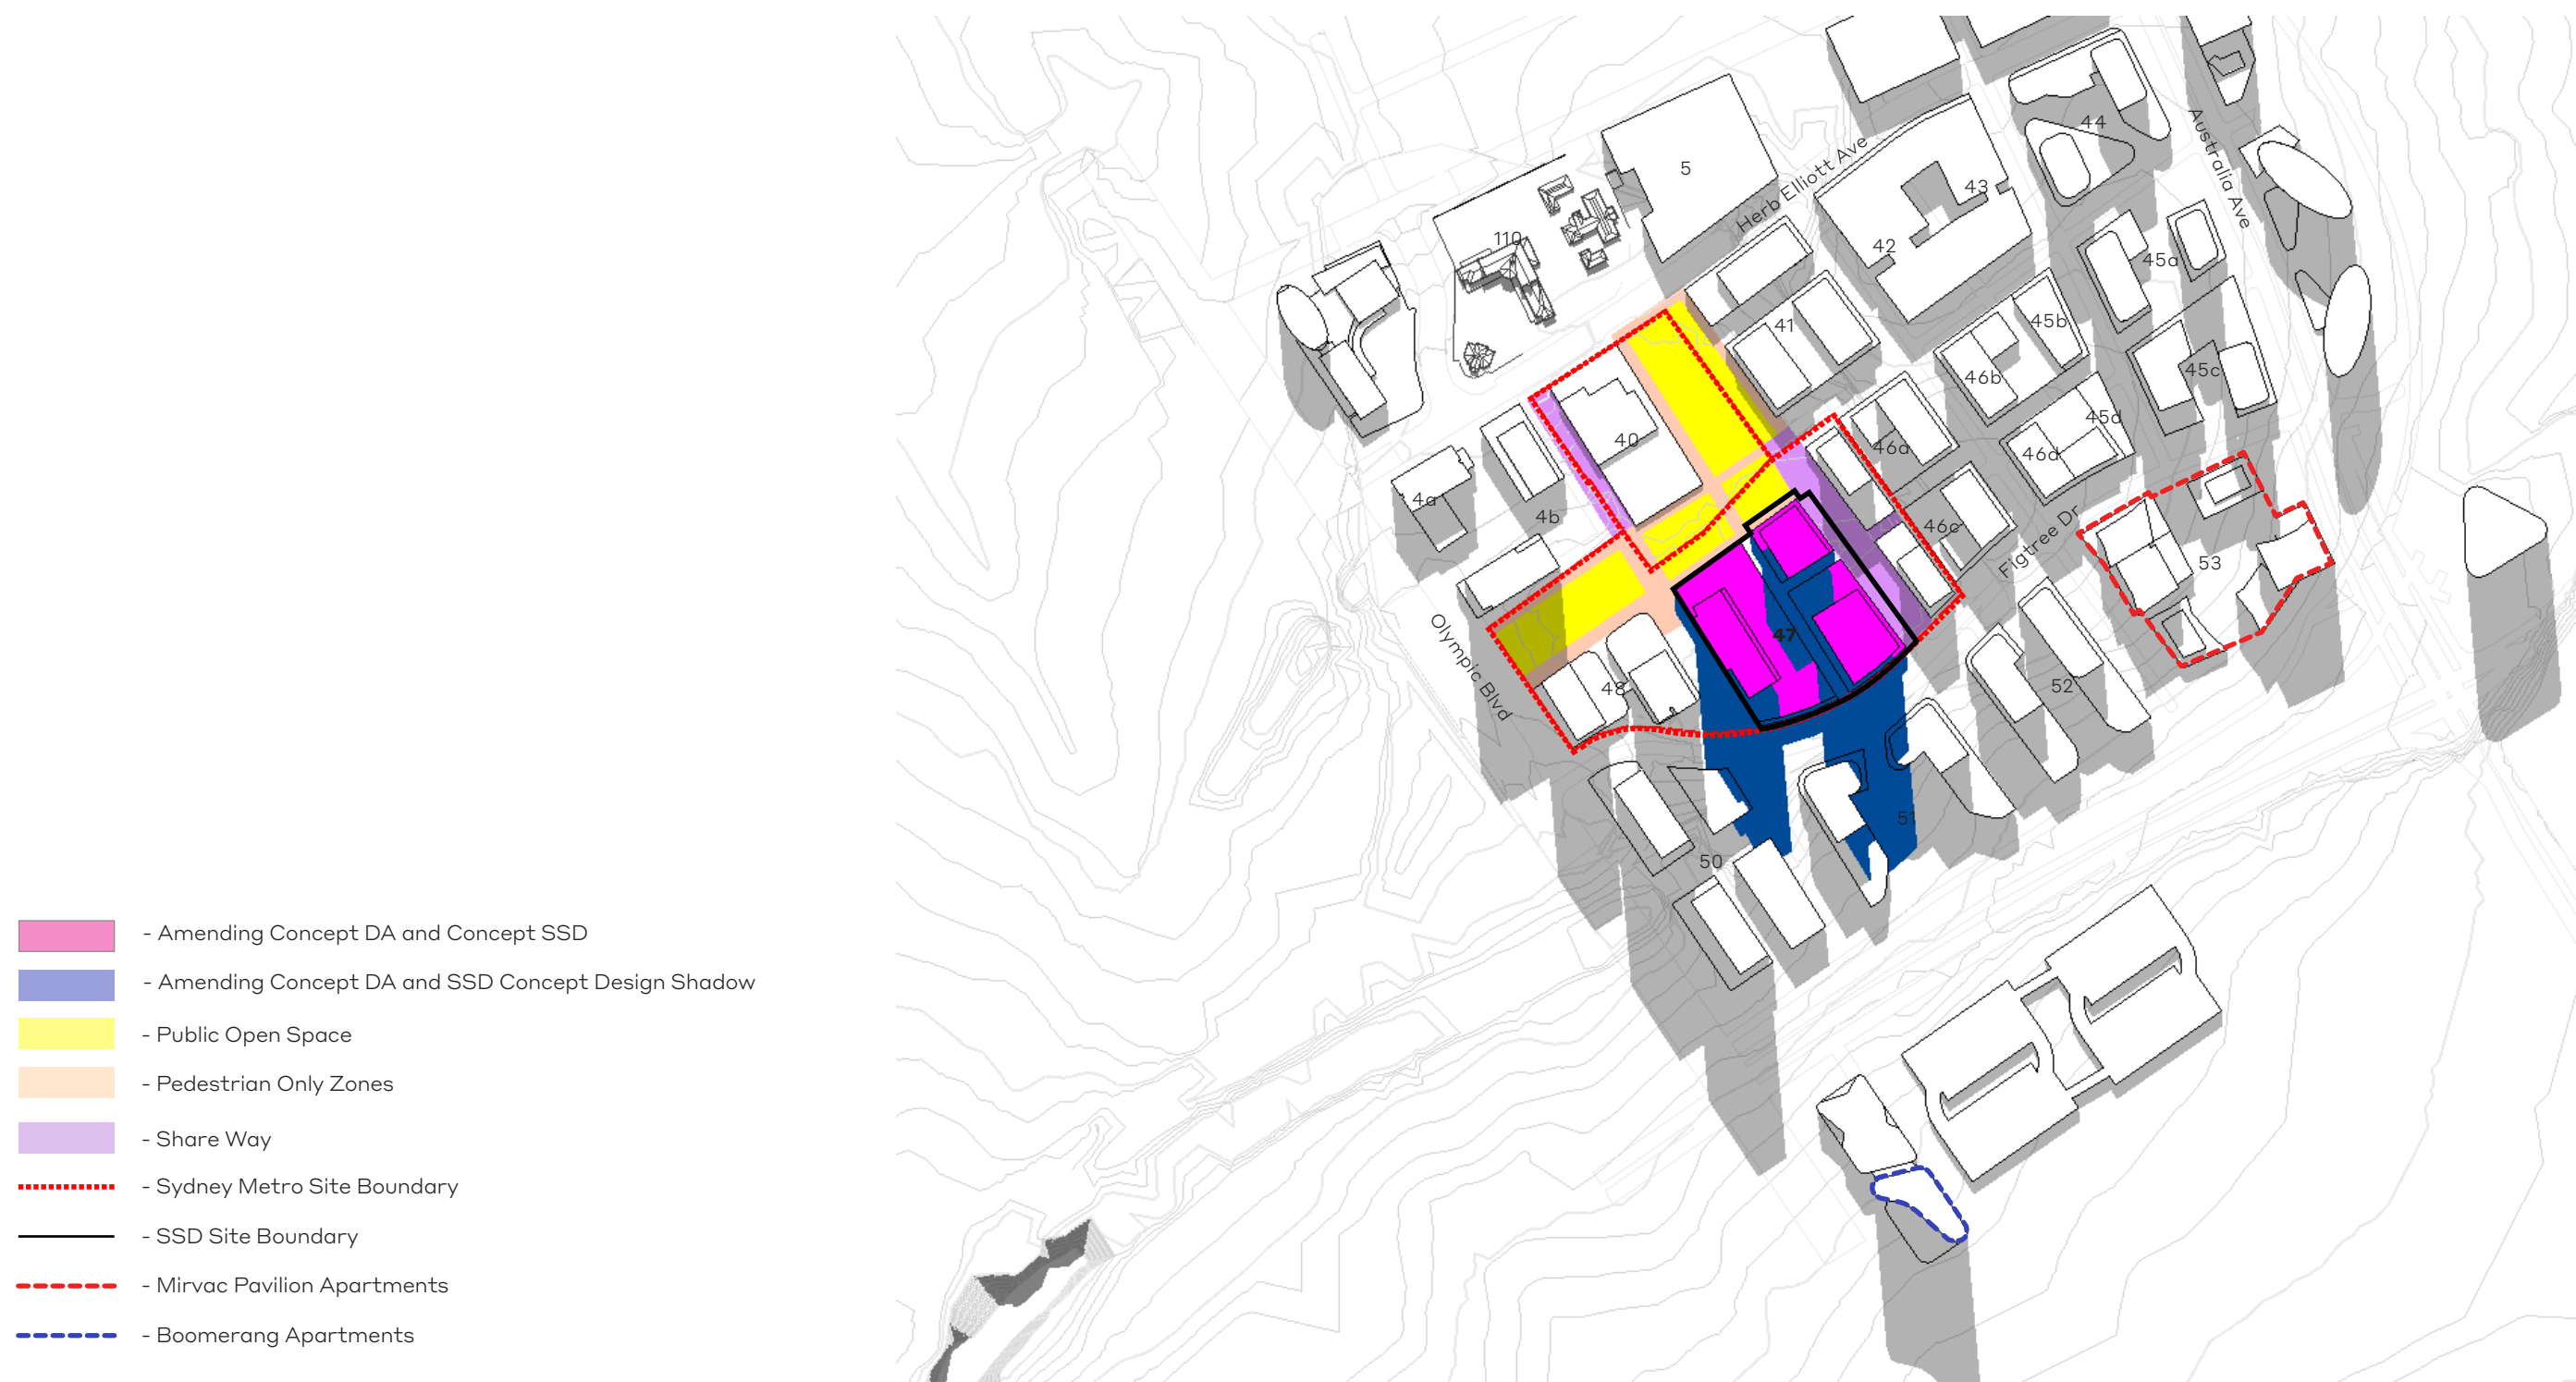 44
Australia Ave
5
Herb Elliott Ave
43
110
42
45a
41
45b
46b
45c
45d
40
46a
46d
4a
4b
46c
Figtree Dr
53
Olympic Blvd
47
48
52
51
50
- Amending Concept DA and Concept SSD
- Amending Concept DA and SSD Concept Design Shadow
- Public Open Space
- Pedestrian Only Zones
- Share Way
- Sydney Metro Site Boundary
- SSD Site Boundary
- Mirvac Pavilion Apartments
- Boomerang Apartments